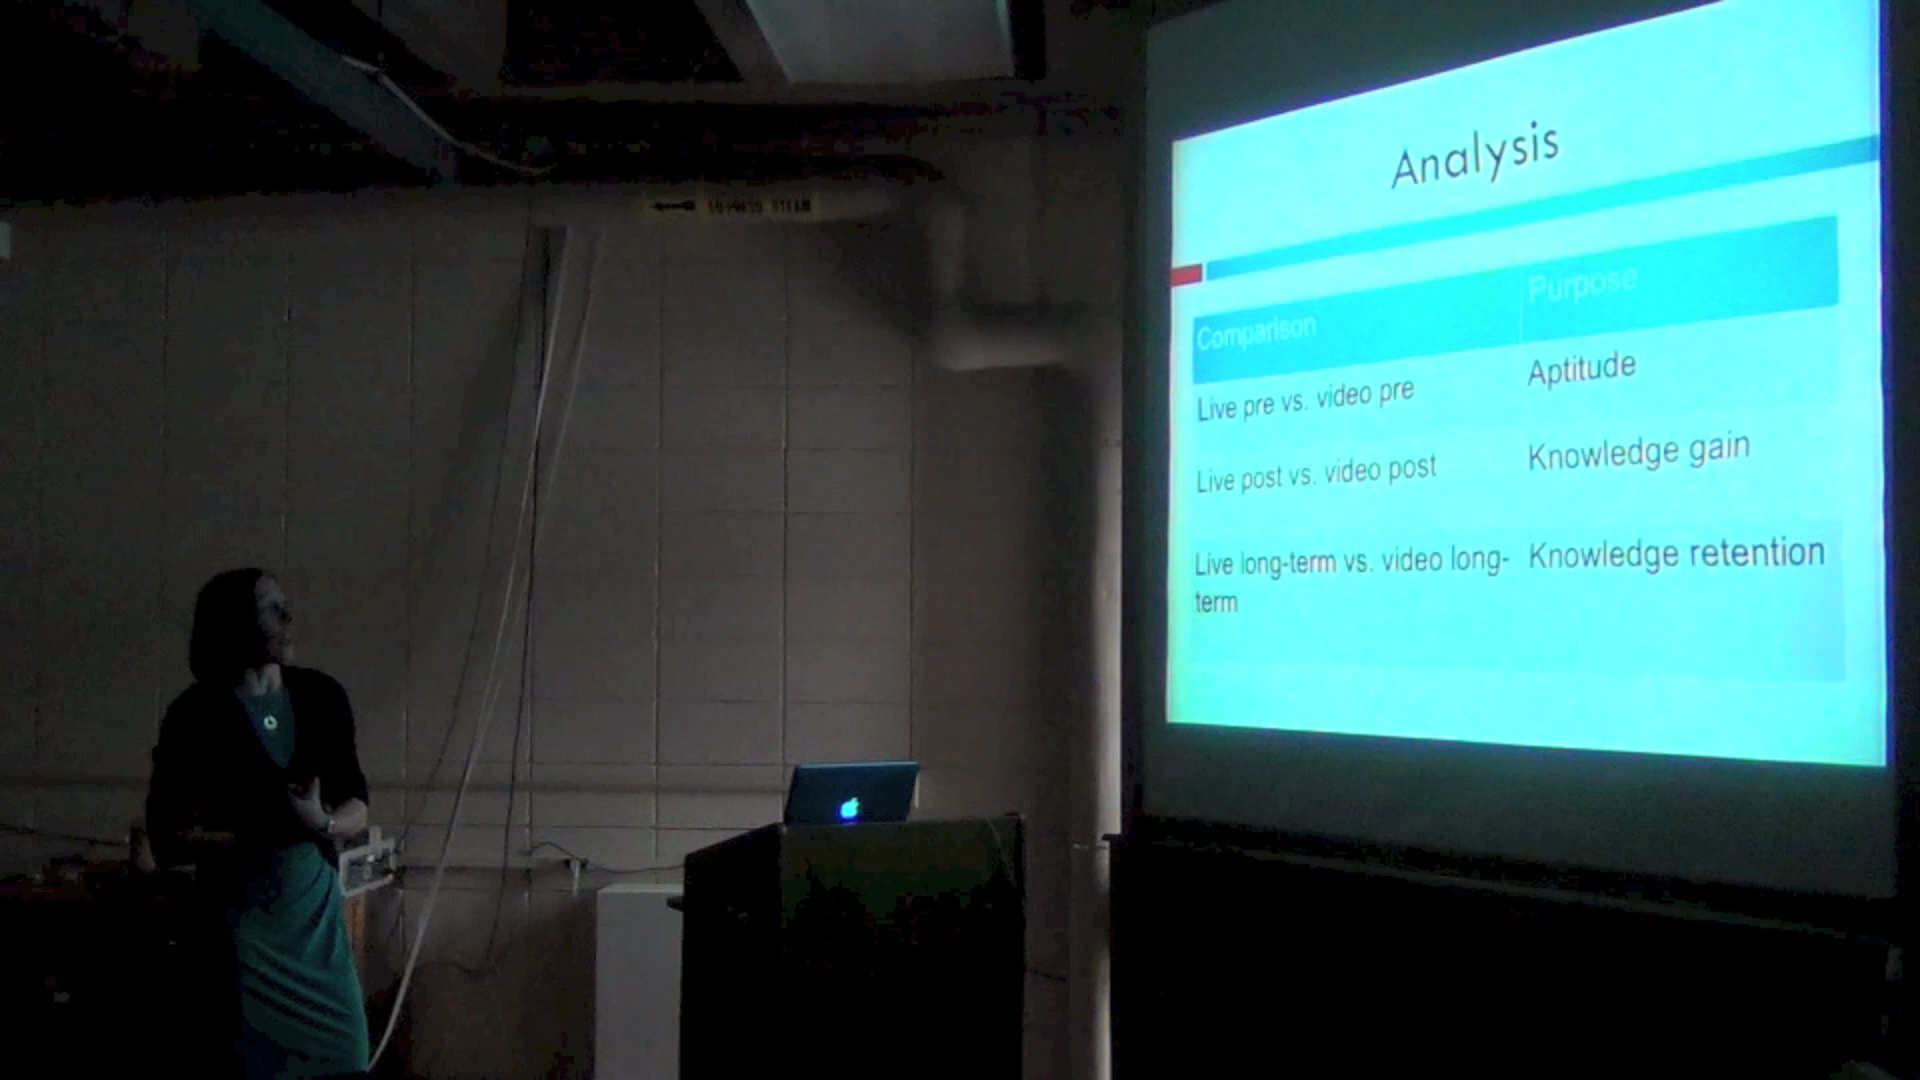 Analysis
Comparison
Purpose
Live pre vs. video pre
Aptitude
Live post vs. video post
Knowledge gain
Live long-term vs. video long-
term
Knowledge retention
STEAM